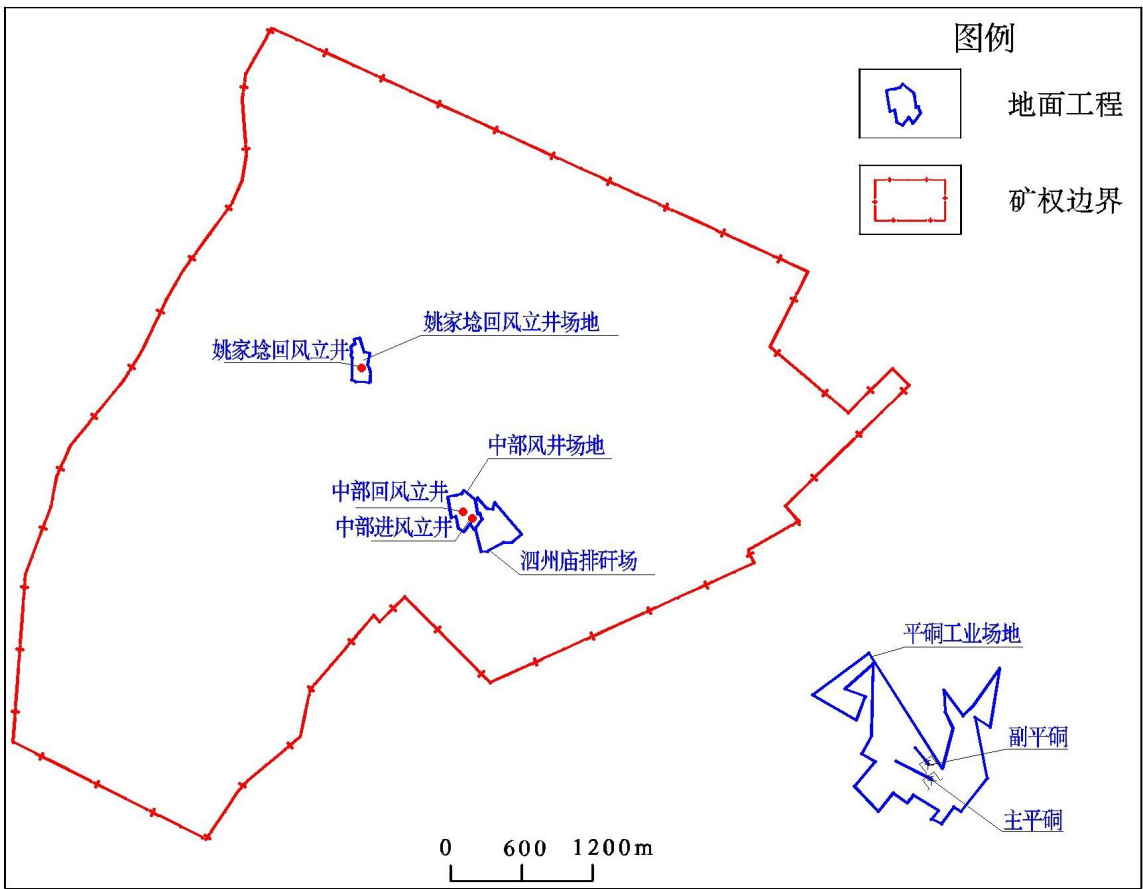 图例
地面工程
矿权边界
姚家埝回风立井场地
姚家埝回风立井
中部风井场地
中部回风立井
中部进风立井
泗州庙排矸场
平硐工业场地
副平硐
主平硐
0 600 1200m